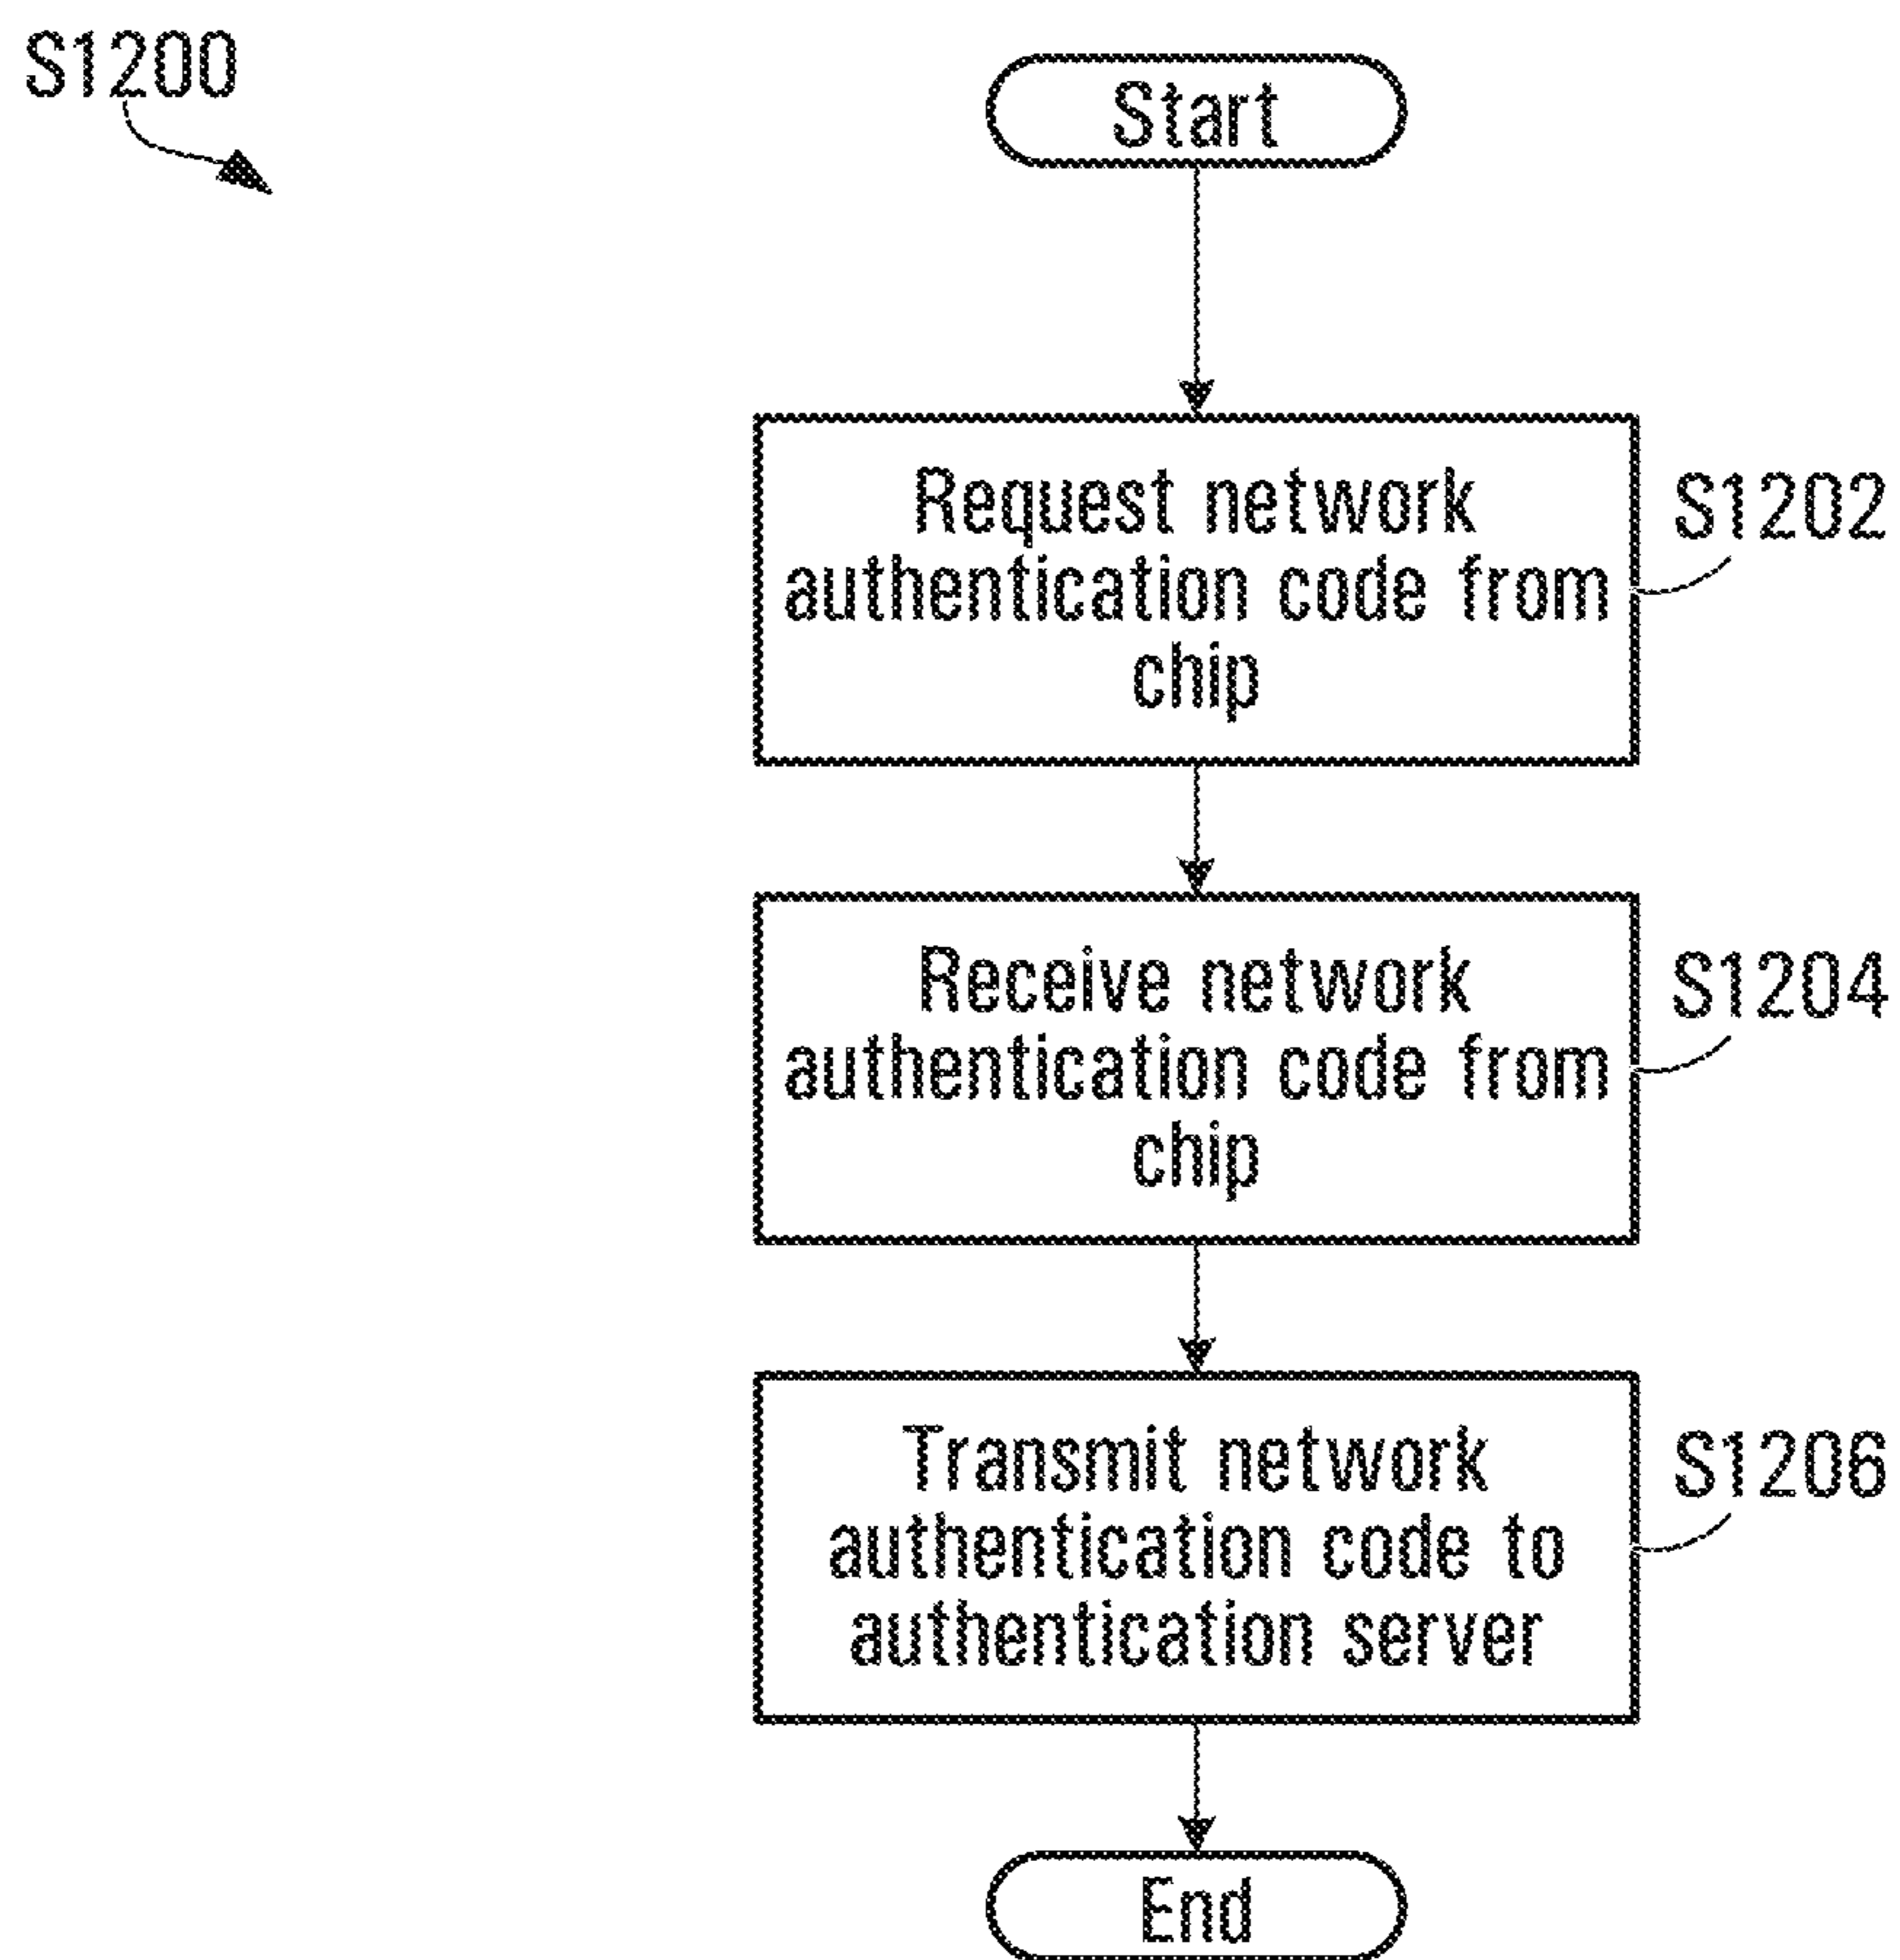 S1200
Start
Request network
authentication code from
chip
S1202
Receive network
authentication code from
chip
S1204
Transmit network
authentication code to
authentication server
S1206
End